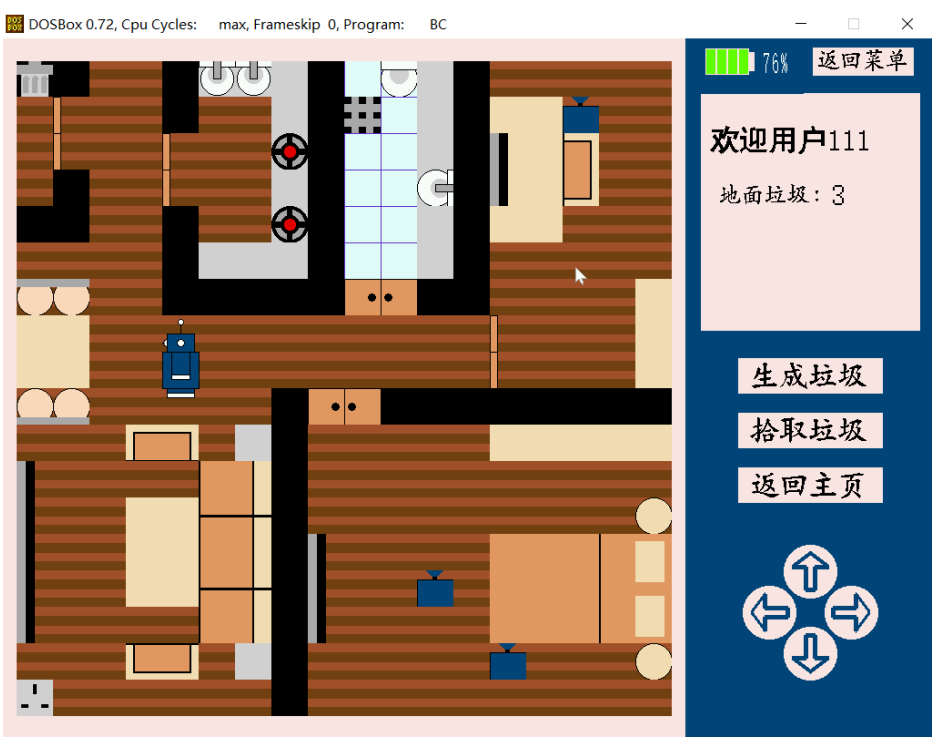 DOSBox 0.72, Cpu Cycles: max, Frameskip 0, Program: BC
76%
返回菜单
欢迎用户111
地面垃圾: 3
生成垃圾
拾取垃圾
返回主页